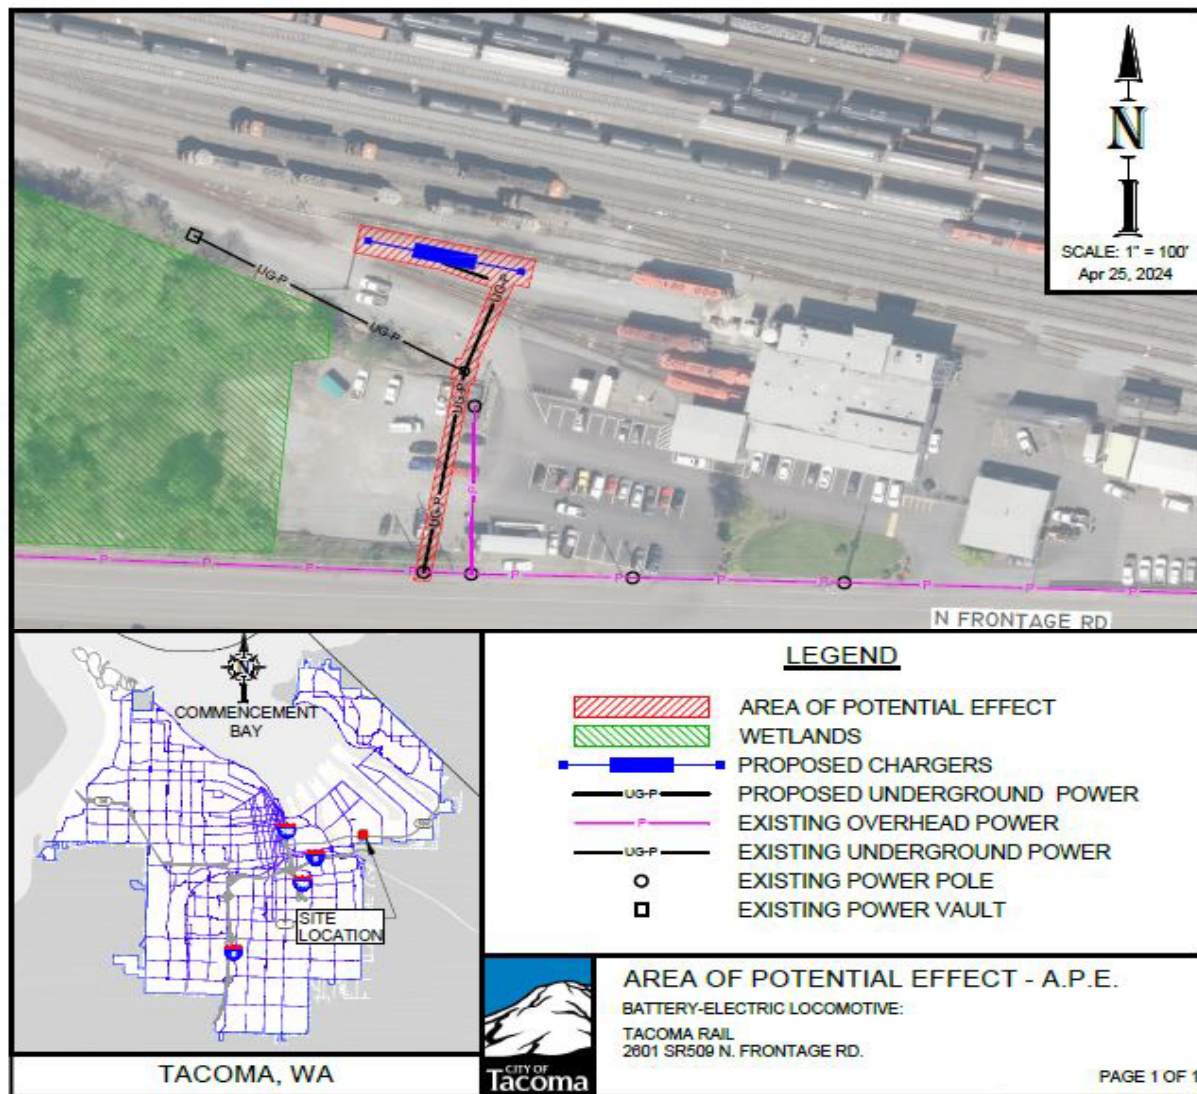 N
SCALE: 1" = 100'
Apr 25, 2024
UG-P
UG-P
UG-P
UG-P
UG-P
P
P
P
P
P
P
P
P
P
P
N FRONTAGE RD
N
COMMENCEMENT
BAY
SITE
LOCATION
TACOMA, WA
LEGEND
AREA OF POTENTIAL EFFECT
WETLANDS
PROPOSED CHARGERS
UG-P PROPOSED UNDERGROUND POWER
P EXISTING OVERHEAD POWER
UG-P EXISTING UNDERGROUND POWER
EXISTING POWER POLE
EXISTING POWER VAULT
CITY OF
Tacoma
AREA OF POTENTIAL EFFECT - A.P.E.
BATTERY-ELECTRIC LOCOMOTIVE:
TACOMA RAIL
2601 SR509 N. FRONTAGE RD.
PAGE 1 OF 1